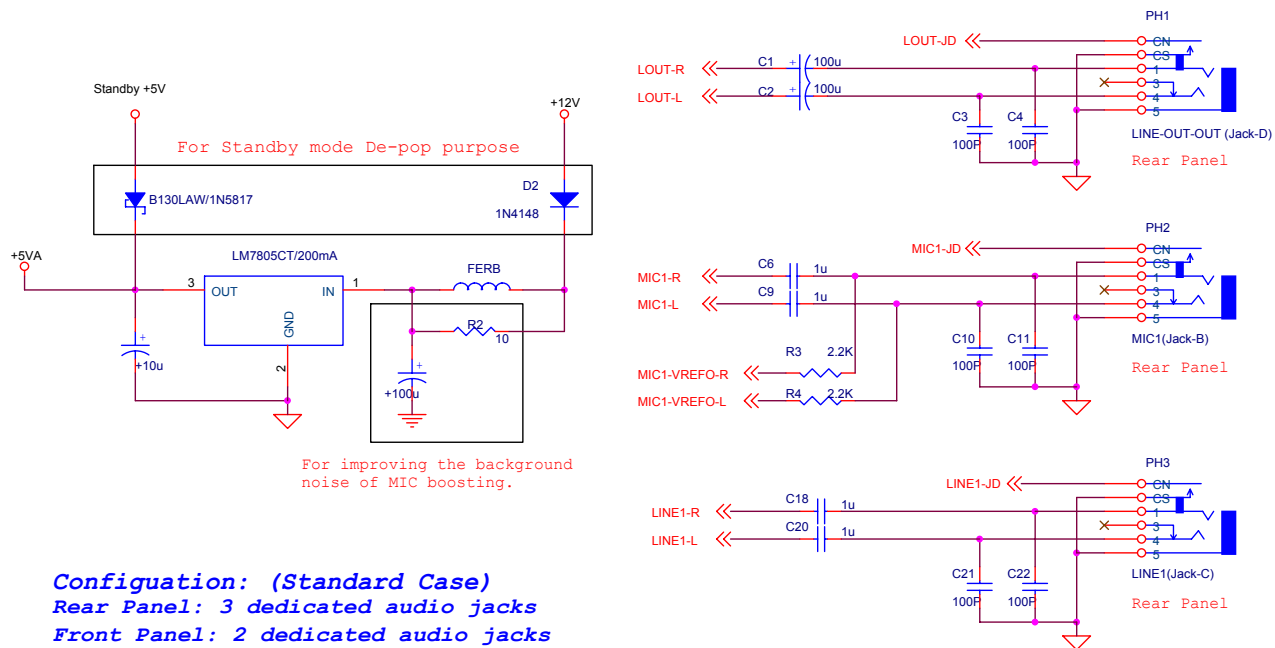 Standby +5V
+12V
For Standby mode De-pop purpose
B130LAW/1N5817
D2
1N4148
+5VA
LM7805CT/200mA
FERB
3
OUT
IN
1
GND
2
R2
10
+10u
+100u
For improving the background
noise of MIC boosting.
Configuation: (Standard Case)
Rear Panel: 3 dedicated audio jacks
Front Panel: 2 dedicated audio jacks
PH1
LOUT-JD
CN
CS
LOUT-R
C1
+
100u
1
3
LOUT-L
C2
+
100u
4
5
C3
C4
100P
100P
LINE-OUT-OUT (Jack-D)
Rear Panel
PH2
MIC1-JD
CN
CS
MIC1-R
C6
1u
1
3
MIC1-L
C9
1u
4
5
C10
C11
100P
100P
MIC1(Jack-B)
Rear Panel
MIC1-VREFO-R
R3
2.2K
MIC1-VREFO-L
R4
2.2K
PH3
LINE1-JD
CN
CS
LINE1-R
C18
1u
1
3
LINE1-L
C20
1u
4
5
C21
C22
100P
100P
LINE1(Jack-C)
Rear Panel